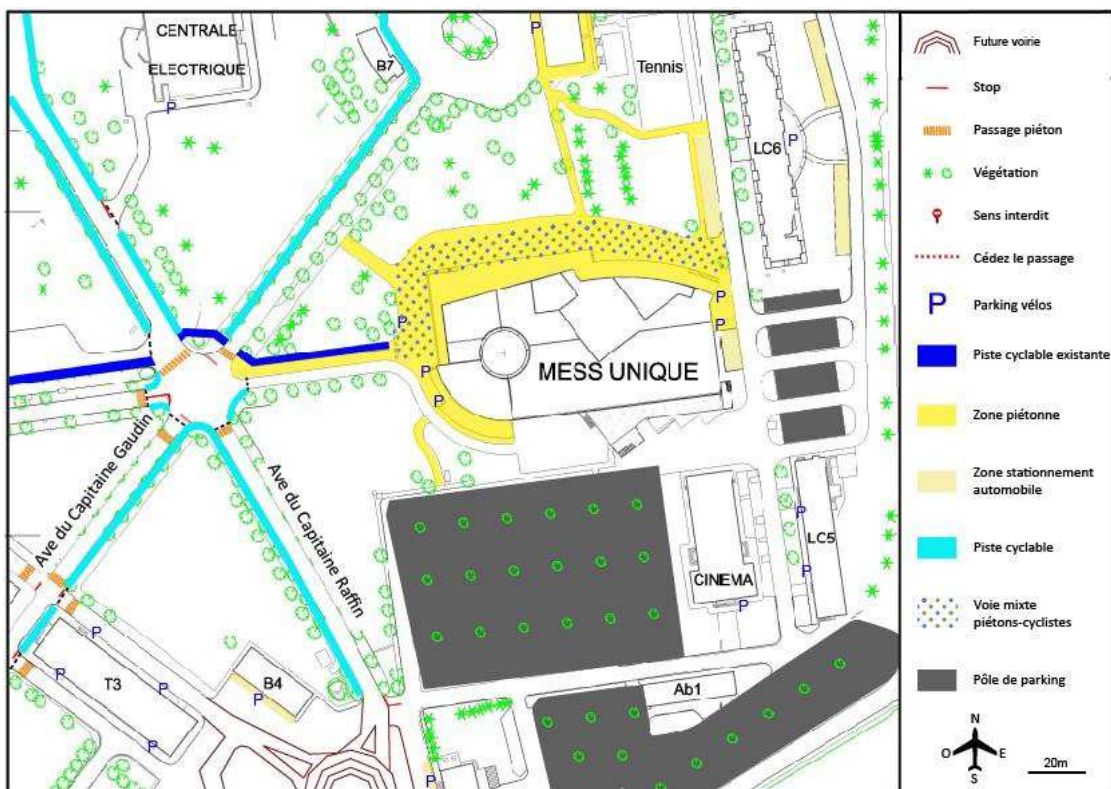 CENTRALE
ELECTRIQUE
P
B7
P
Tennis
LC6
P
P
P
P
P
P
MESS UNIQUE
Ave du Capitaine Gaudin
Ave du Capitaine Raffin
CINEMA
P
LC5
P
P
P
T3
P
P
P
B4
P
Ab1
Future voirie
Stop
Passage piéton
Végétation
Sens interdit
Cédez le passage
P
Parking vélos
Piste cyclable existante
Zone piétonne
Zone stationnement
automobile
Piste cyclable
Voie mixte
piétons-cyclistes
Pôle de parking
N
O
E
S
20m